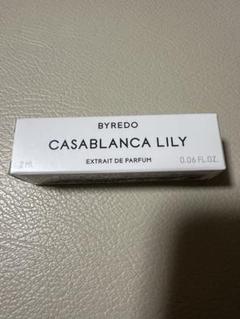 BYREDO
CASABLANCA LILY
EXTRAIT DE PARFUM
2 ML 0.06 FL.OZ.